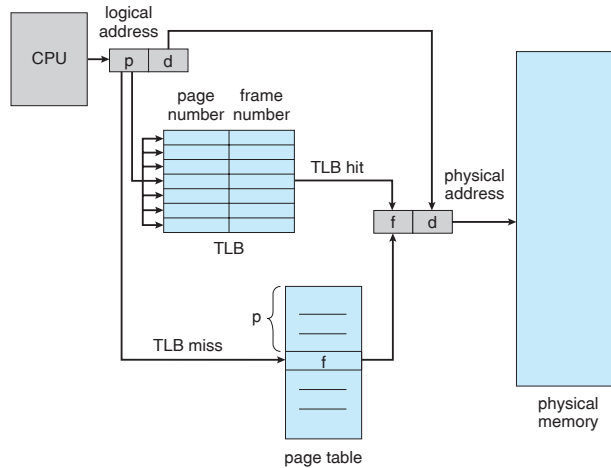 logical
address
CPU
p
d
page
number
frame
number
TLB hit
physical
address
f
d
TLB
p
TLB miss
f
page table
physical
memory